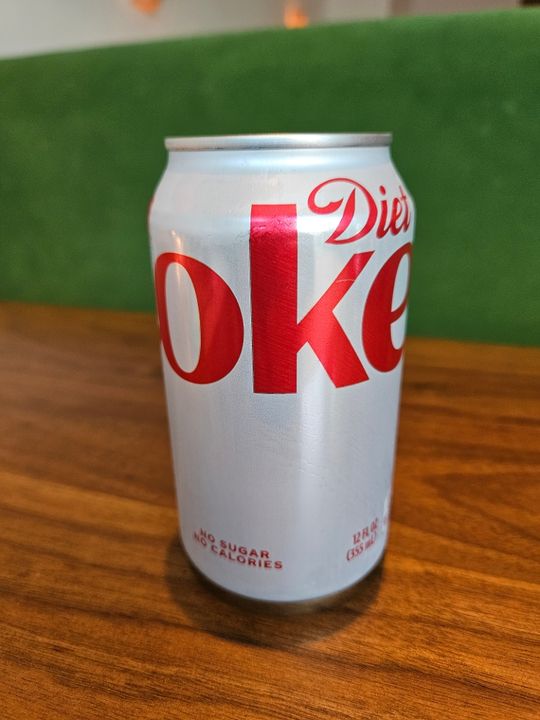 Diet
oke
NO SUGAR
NO CALORIES
12 FL OZ
(355 mL)